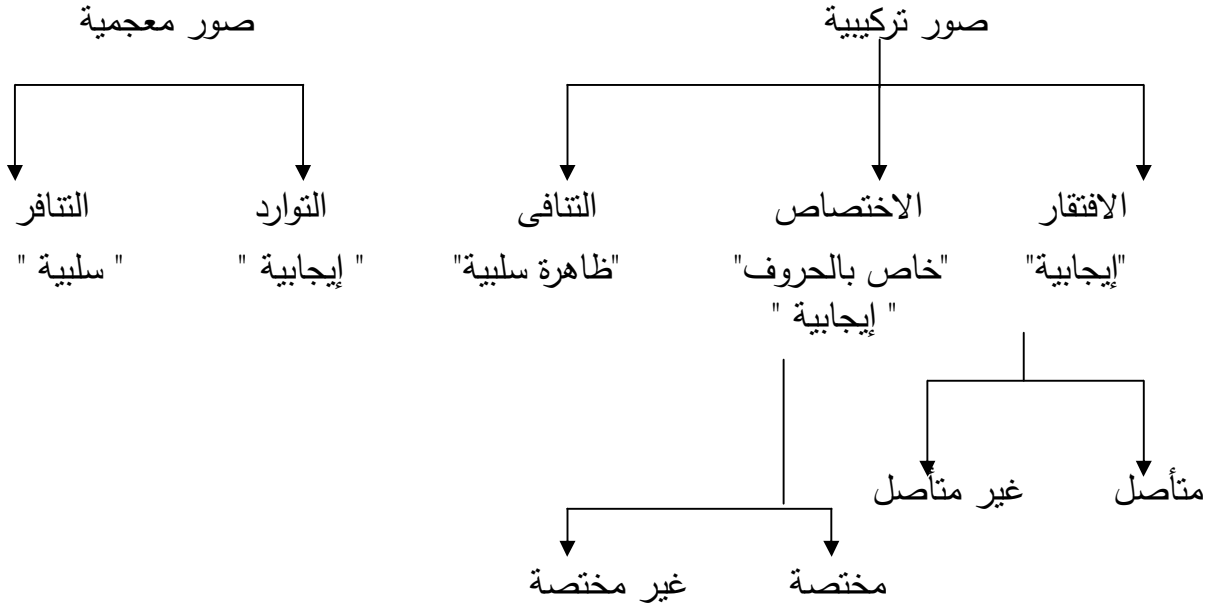 صور تركيبية
صور معجمية
الافتقار
الاختصاص
التنافى
التوارد
التنافر
"إيجابية"
"خاص بالحروف"
"ظاهرة سلبية"
" إيجابية "
" سلبية "
" إيجابية "
متأصل
غير متأصل
مختصة
غير مختصة